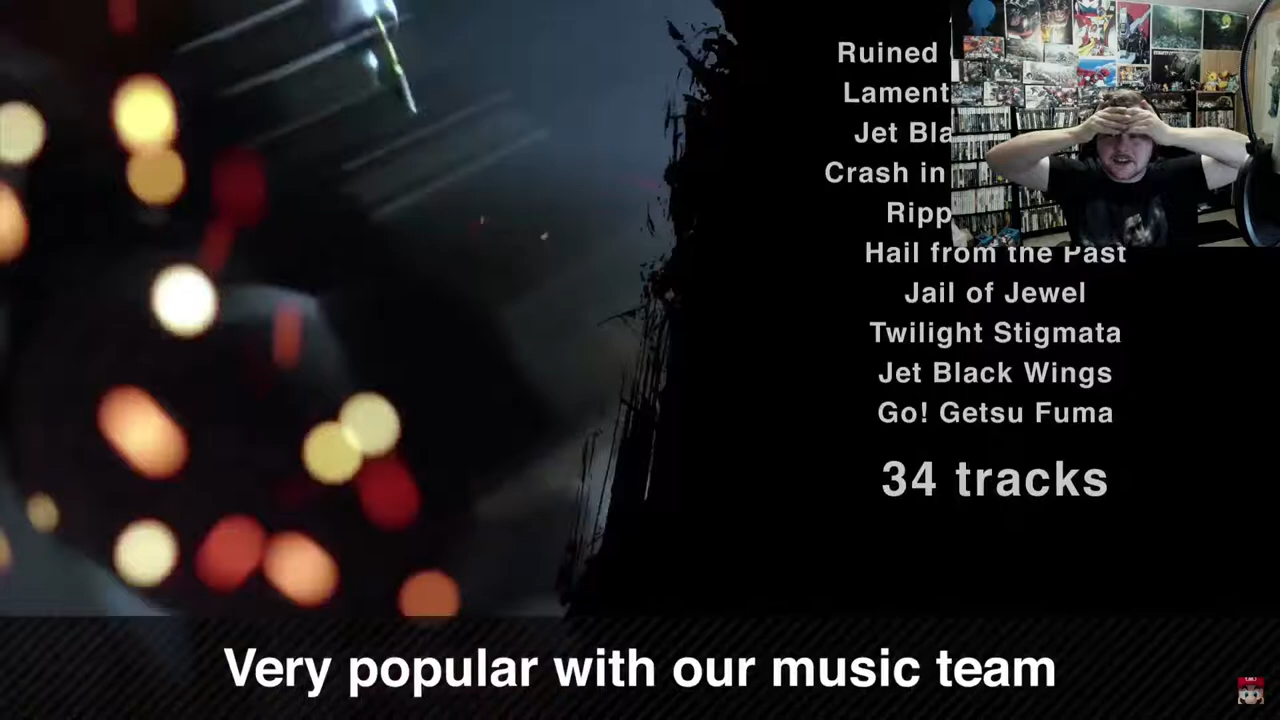 Ruined
Lament
Jet Bla
Crash in
Ripp
Hail from the Past
Jail of Jewel
Twilight Stigmata
Jet Black Wings
Go! Getsu Fuma
34 tracks
Very popular with our music team